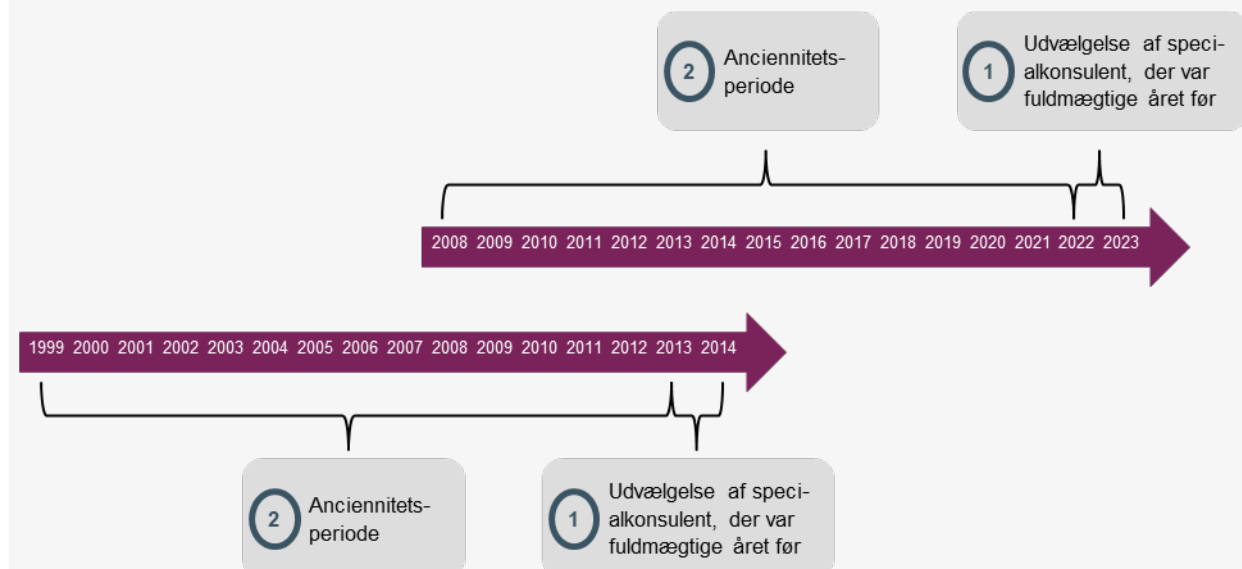 2
Anciennitets-
periode
1
Udvælgelse af speci-
alkonsulent, der var
fuldmægtige året før
2008 2009 2010 2011 2012 2013 2014 2015 2016 2017 2018 2019 2020 2021 2022 2023
1999 2000 2001 2002 2003 2004 2005 2006 2007 2008 2009 2010 2011 2012 2013 2014
2
Anciennitets-
periode
1
Udvælgelse af speci-
alkonsulent, der var
fuldmægtige året før